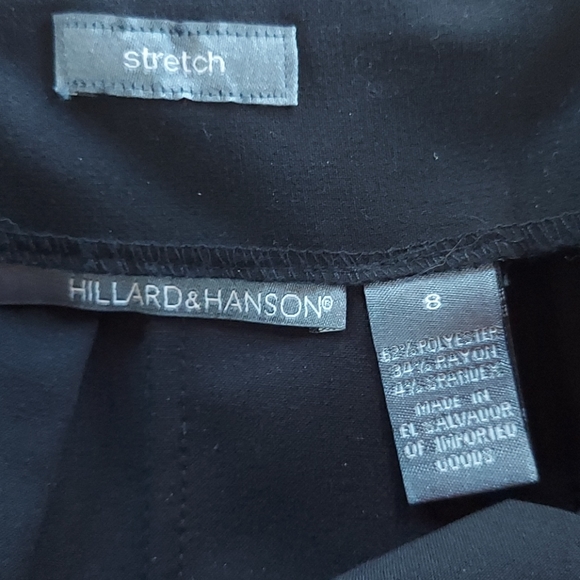 stretch
HILLARD&HANSON®
8
62% POLYESTER
34% RAYON
4% SPANDEX
MADE IN
EL SALVADOR
OF IMPORTED
GOODS